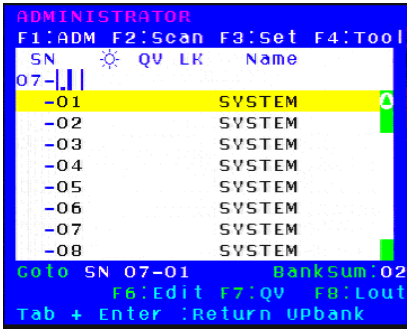 ADMINISTRATOR
F1:ADM F2:Scan F3:Set F4:Tool
SN QV LK Name
07-
-01 SYSTEM
-02 SYSTEM
-03 SYSTEM
-04 SYSTEM
-05 SYSTEM
-06 SYSTEM
-07 SYSTEM
-08 SYSTEM
Goto SN 07-01 BankSum:02
F6:Edit F7:QV F8:Lout
Tab + Enter :Return UPbank